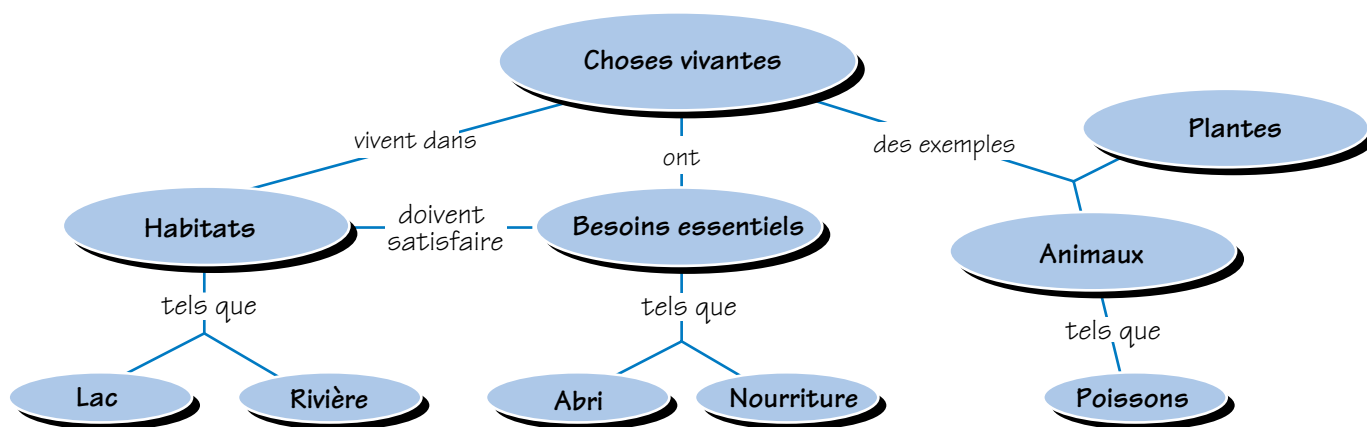 Choses vivantes
Plantes
vivent dans
ont
des exemples
Habitats
doivent
satisfaire
Besoins essentiels
Animaux
tels que
tels que
tels que
Lac
Rivière
Abri
Nourriture
Poissons